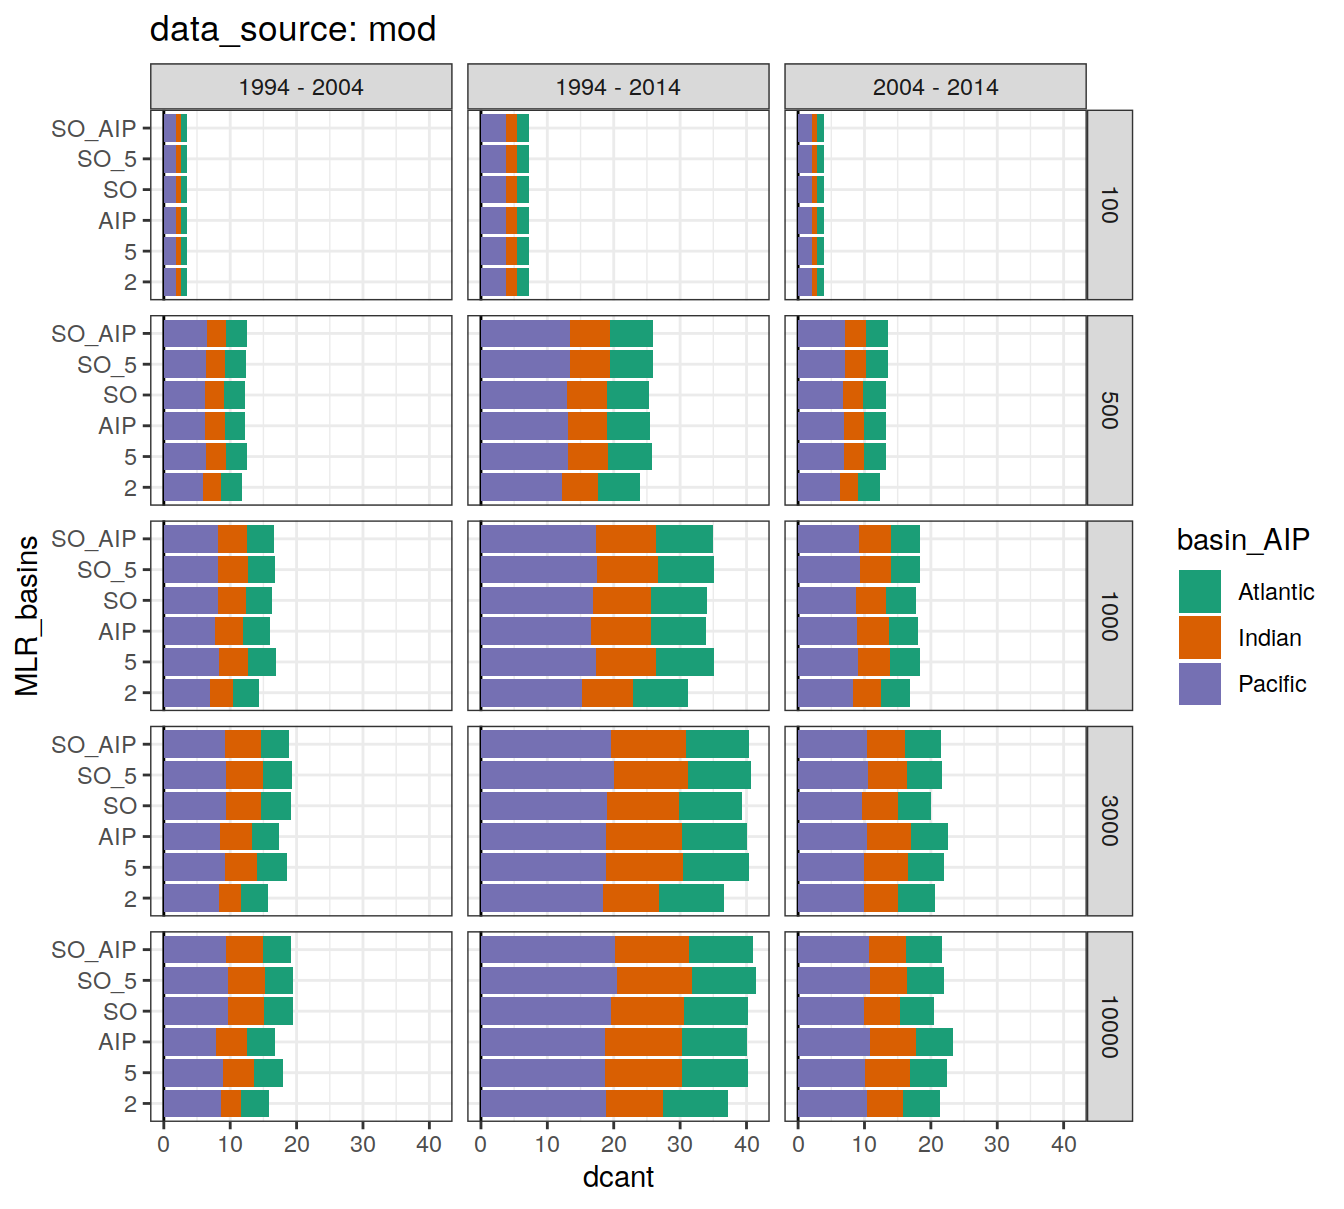 data_source: mod
1994 - 2004 1994 - 2014 2004 - 2014
SO_AIP
SO_5
SO
AIP
5
2
100
SO_AIP
SO_5
SO
AIP
5
2
500
SO_AIP
SO_5
SO
AIP
5
2
1000
SO_AIP
SO_5
SO
AIP
5
2
3000
SO_AIP
SO_5
SO
AIP
5
2
10000
0 10 20 30 40 0 10 20 30 40 0 10 20 30 40
dcant
MLR_basins
basin_AIP
Atlantic
Indian
Pacific